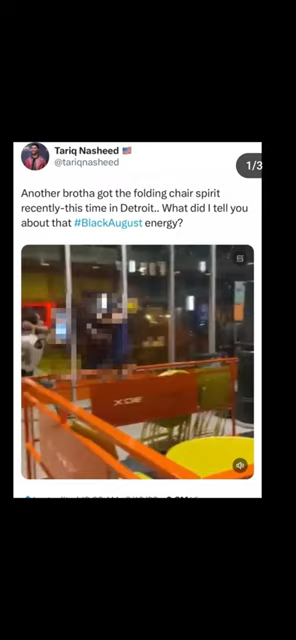 Tariq Nasheed 🇺🇸
@tariqnasheed
1/3
Another brotha got the folding chair spirit
recently-this time in Detroit.. What did I tell you
about that #BlackAugust energy?